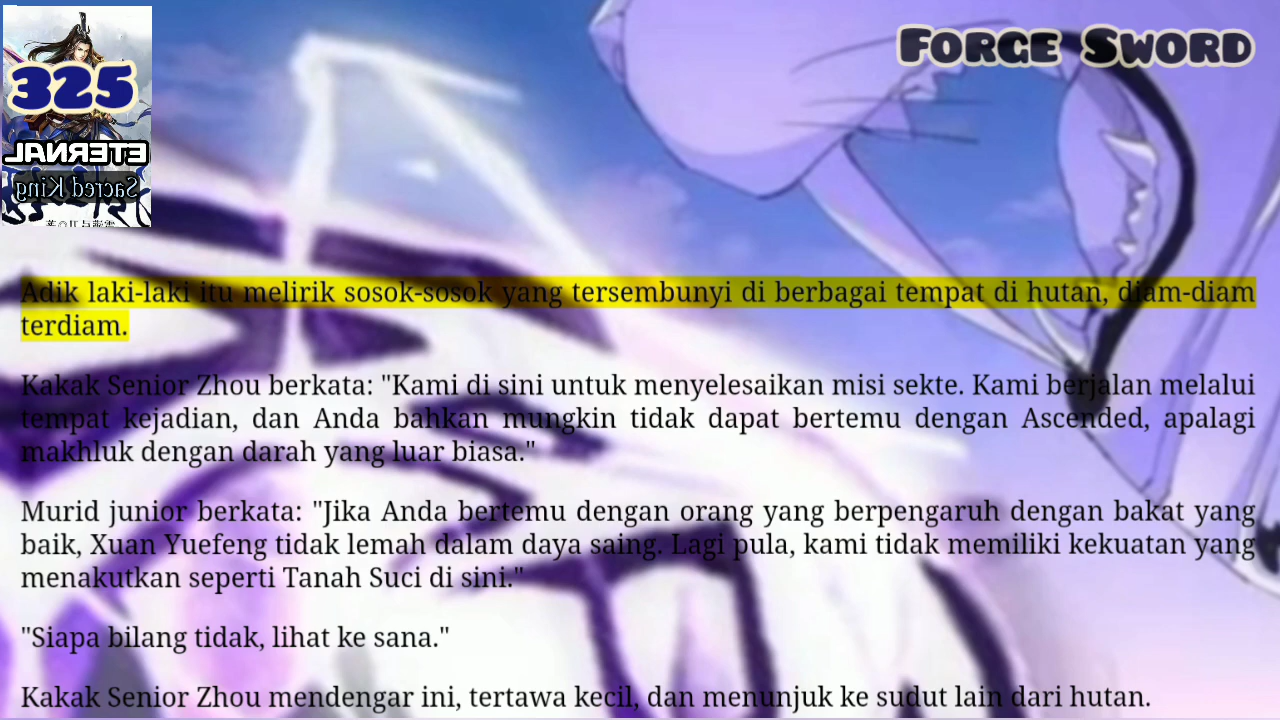 325
ETERNAL
Sacred King
Forge Sword
Adik laki-laki itu melirik sosok-sosok yang tersembunyi di berbagai tempat di hutan, diam-diam
terdiam.
Kakak Senior Zhou berkata: "Kami di sini untuk menyelesaikan misi sekte. Kami berjalan melalui
tempat kejadian, dan Anda bahkan mungkin tidak dapat bertemu dengan Ascended, apalagi
makhluk dengan darah yang luar biasa."
Murid junior berkata: "Jika Anda bertemu dengan orang yang berpengaruh dengan bakat yang
baik, Xuan Yuefeng tidak lemah dalam daya saing. Lagi pula, kami tidak memiliki kekuatan yang
menakutkan seperti Tanah Suci di sini."
"Siapa bilang tidak, lihat ke sana."
Kakak Senior Zhou mendengar ini, tertawa kecil, dan menunjuk ke sudut lain dari hutan.